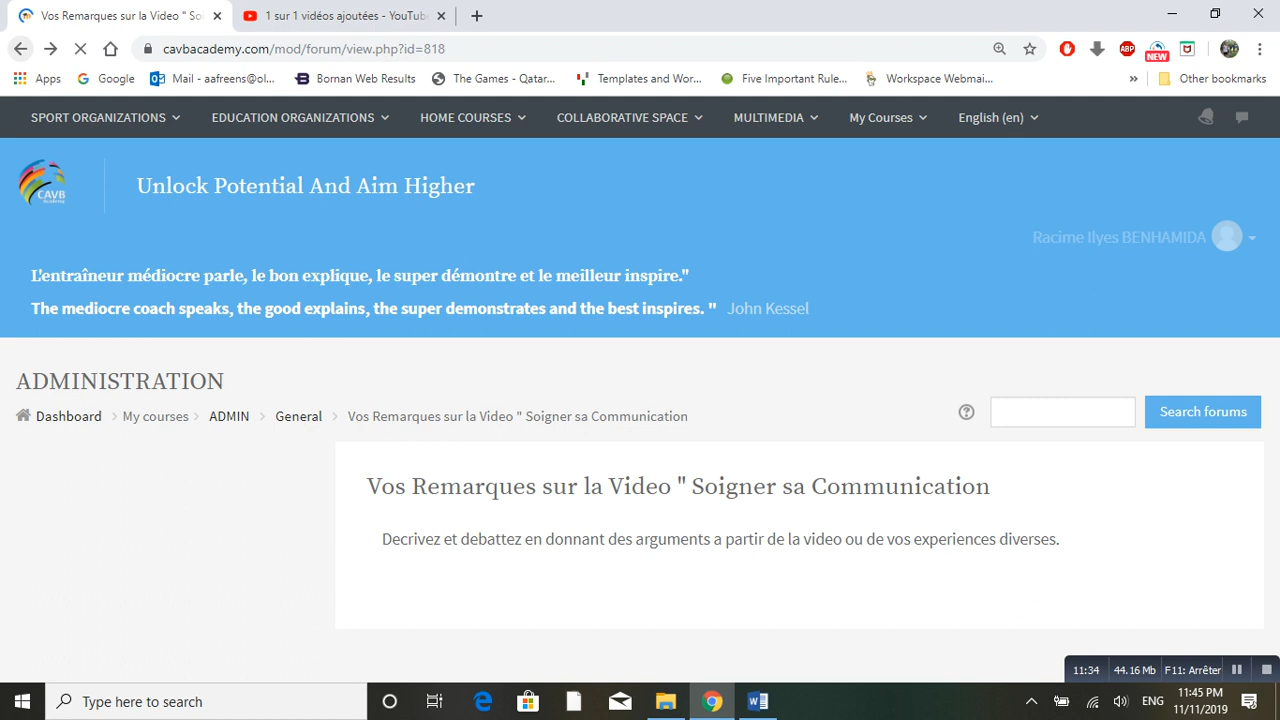 Vos Remarques sur la Video " So
1 sur 1 vidéos ajoutées - YouTube
cavbacademy.com/mod/forum/view.php?id=818
ABP
NEW
Apps
Google
Mail - aafreens@ol...
Bornan Web Results
The Games - Qatar...
Templates and Wor...
Five Important Rule...
Workspace Webmai...
»
Other bookmarks
SPORT ORGANIZATIONS
EDUCATION ORGANIZATIONS
HOME COURSES
COLLABORATIVE SPACE
MULTIMEDIA
My Courses
English (en)
CAVB
Unlock Potential And Aim Higher
Racime Ilyes BENHAMIDA
L'entraîneur médiocre parle, le bon explique, le super démontre et le meilleur inspire."
The mediocre coach speaks, the good explains, the super demonstrates and the best inspires. " John Kessel
ADMINISTRATION
Dashboard > My courses > ADMIN > General > Vos Remarques sur la Video " Soigner sa Communication
Search forums
Vos Remarques sur la Video " Soigner sa Communication
Decrivez et debattez en donnant des arguments a partir de la video ou de vos experiences diverses.
11:34 44.16 Mb F11: Arrêter
Type here to search
ENG
11:45 PM
11/11/2019